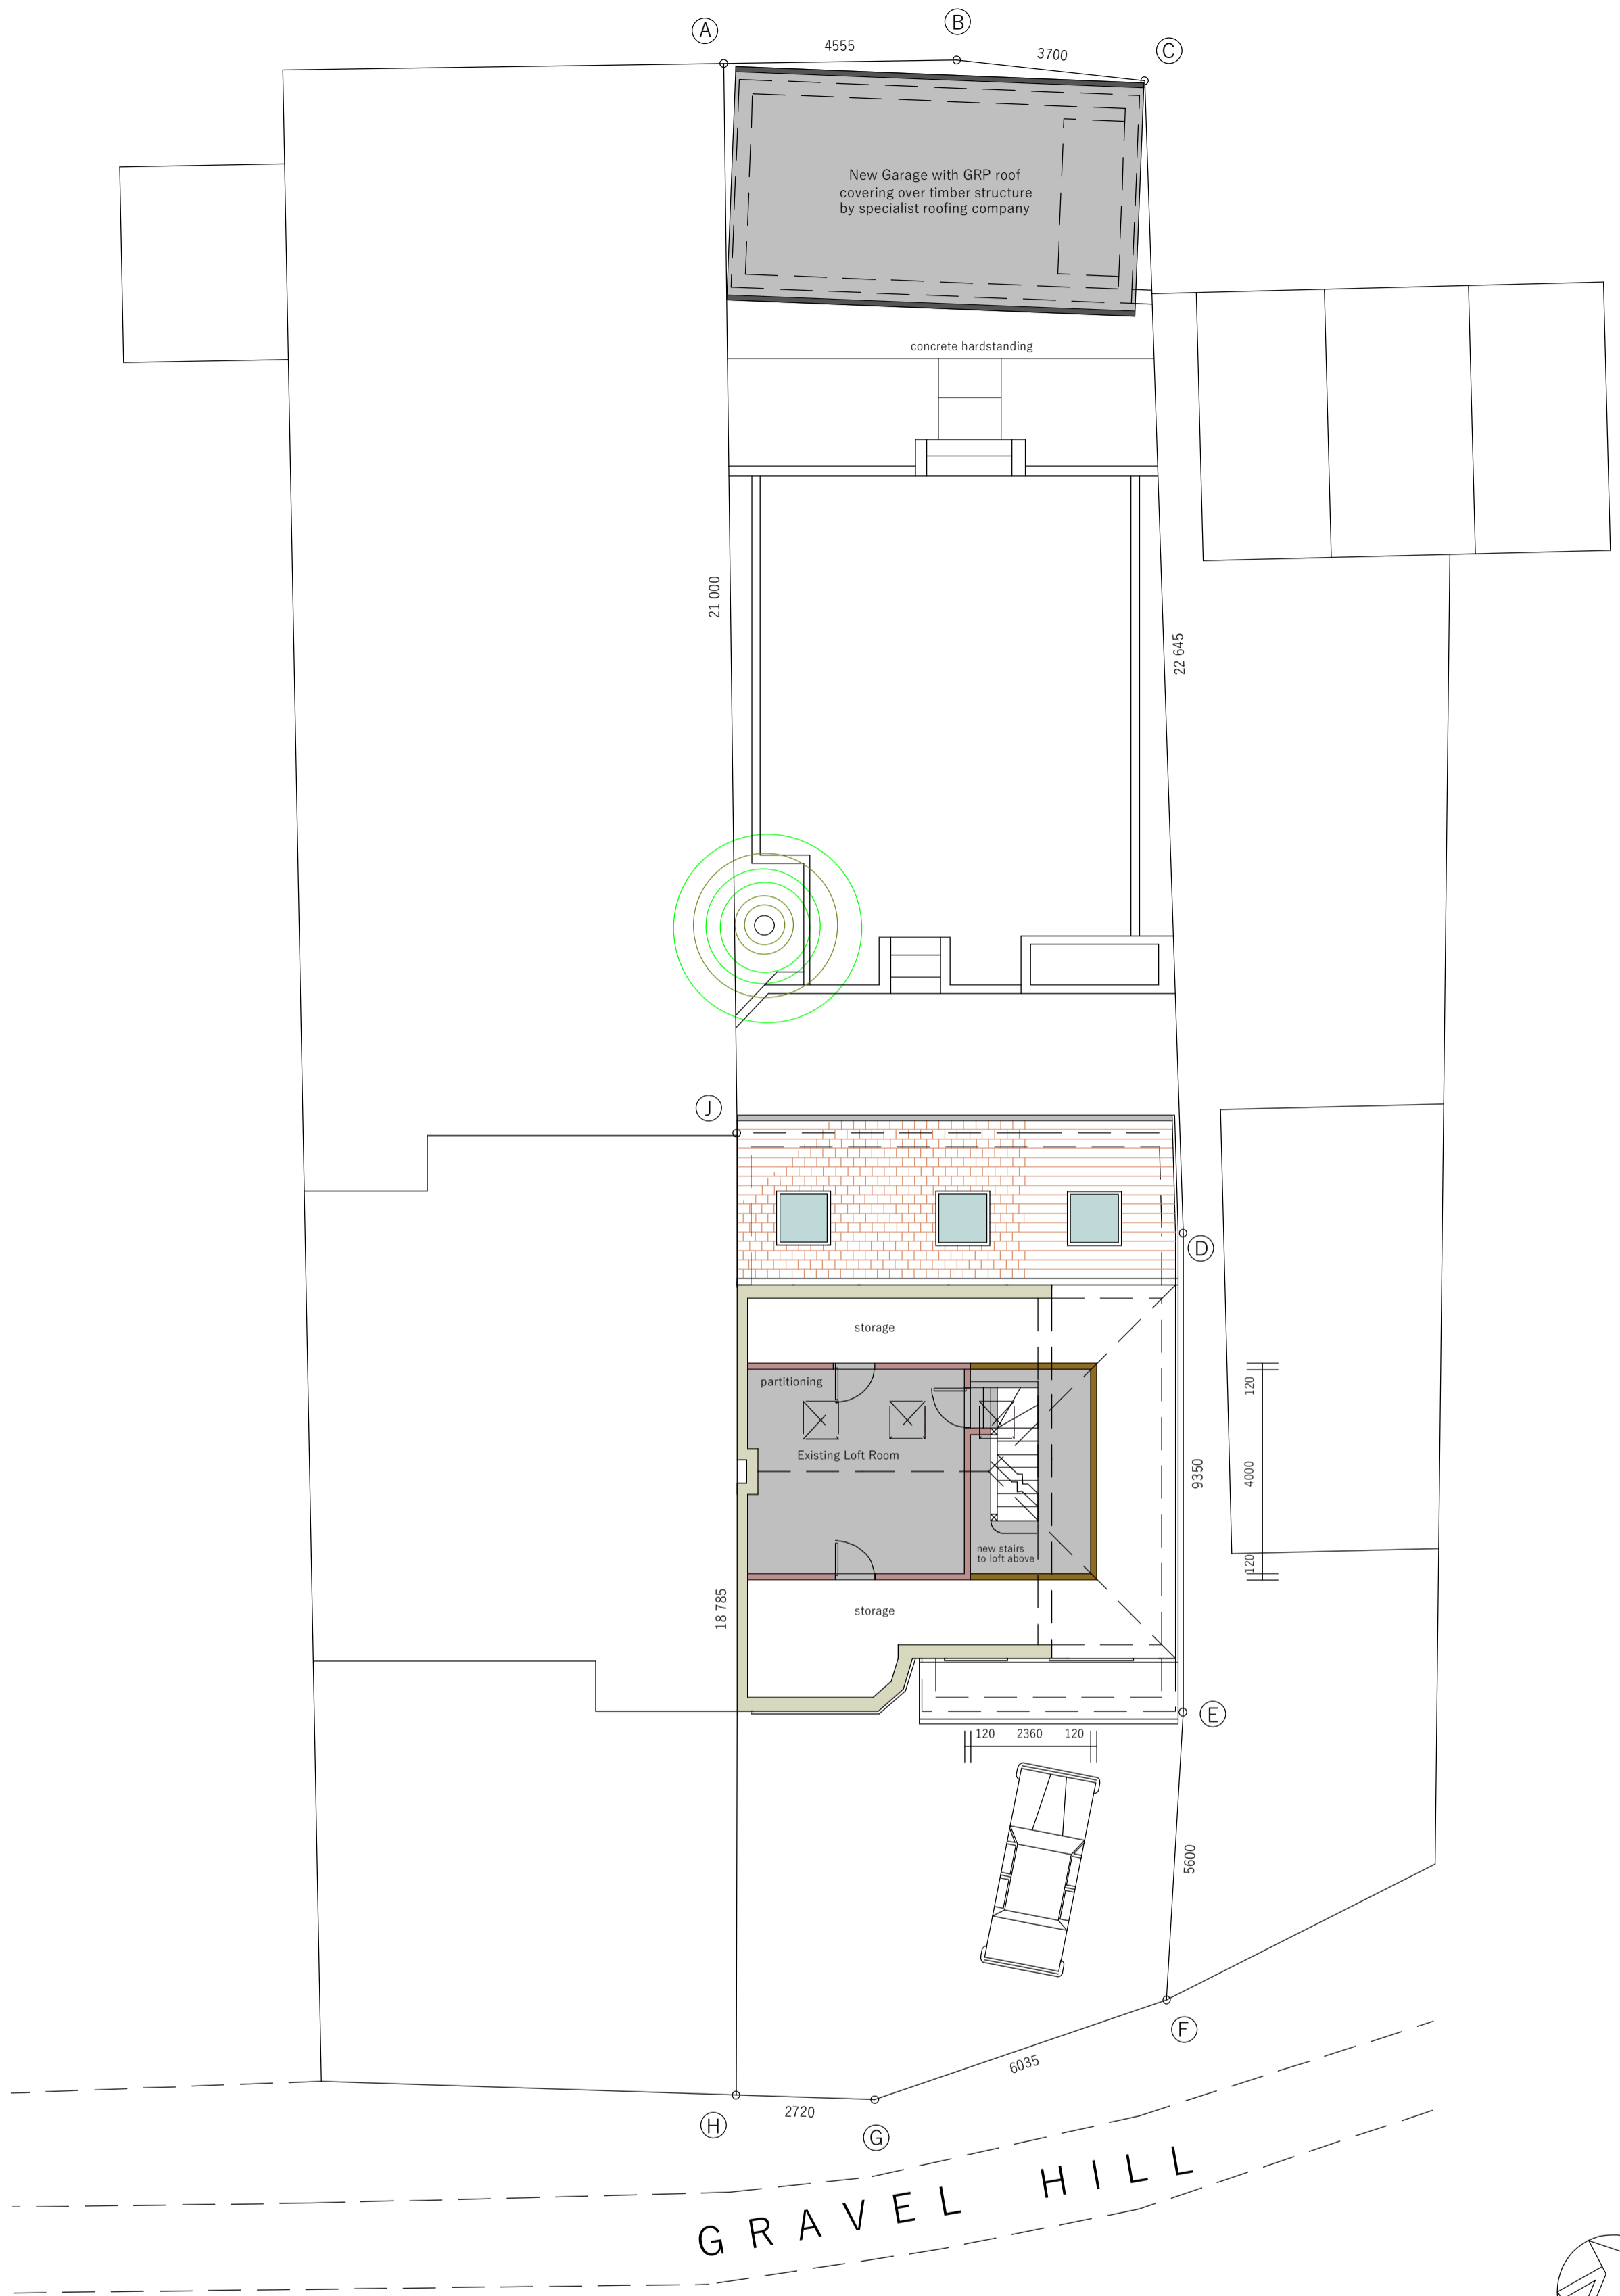 A
B
C
4555
3700
New Garage with GRP roof
covering over timber structure
by specialist roofing company
concrete hardstanding
21 000
22 645
J
D
storage
partitioning
120
Existing Loft Room
4000
9350
new stairs
to loft above
120
18 785
storage
E
120 2360 120
5600
F
6035
H
2720
G
GRAVEL HILL